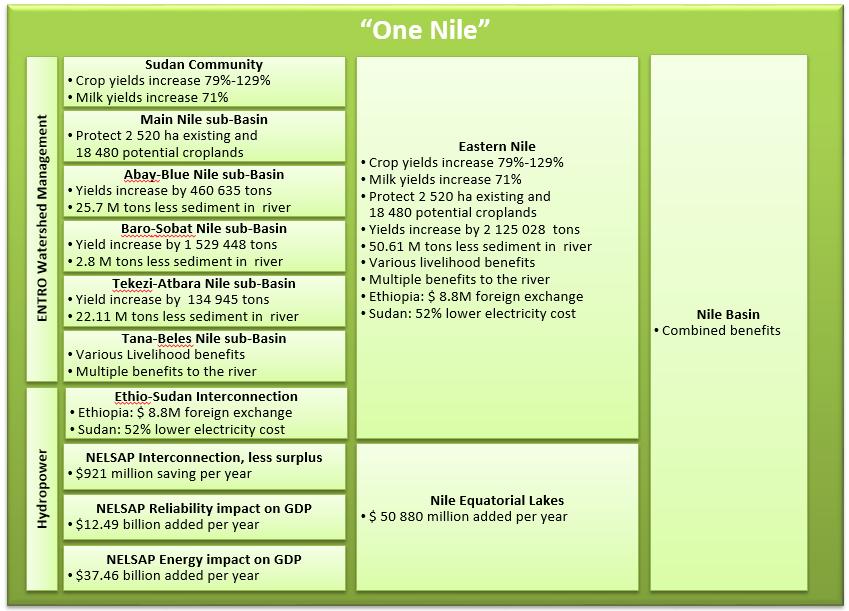 “One Nile”
ENTRO Watershed Management
Sudan Community
• Crop yields increase 79%-129%
• Milk yields increase 71%
Main Nile sub-Basin
• Protect 2 520 ha existing and
18 480 potential croplands
Abay-Blue Nile sub-Basin
• Yields increase by 460 635 tons
• 25.7 M tons less sediment in river
Baro-Sobat Nile sub-Basin
• Yield increase by 1 529 448 tons
• 2.8 M tons less sediment in river
Tekezi-Atbara Nile sub-Basin
• Yield increase by 134 945 tons
• 22.11 M tons less sediment in river
Tana-Beles Nile sub-Basin
• Various Livelihood benefits
• Multiple benefits to the river
Hydropower
Ethio-Sudan Interconnection
• Ethiopia: $ 8.8M foreign exchange
• Sudan: 52% lower electricity cost
NELSAP Interconnection, less surplus
• $921 million saving per year
NELSAP Reliability impact on GDP
• $12.49 billion added per year
NELSAP Energy impact on GDP
• $37.46 billion added per year
Eastern Nile
• Crop yields increase 79%-129%
• Milk yields increase 71%
• Protect 2 520 ha existing and
18 480 potential croplands
• Yields increase by 2 125 028 tons
• 50.61 M tons less sediment in river
• Various livelihood benefits
• Multiple benefits to the river
• Ethiopia: $ 8.8M foreign exchange
• Sudan: 52% lower electricity cost
Nile Equatorial Lakes
• $ 50 880 million added per year
Nile Basin
• Combined benefits